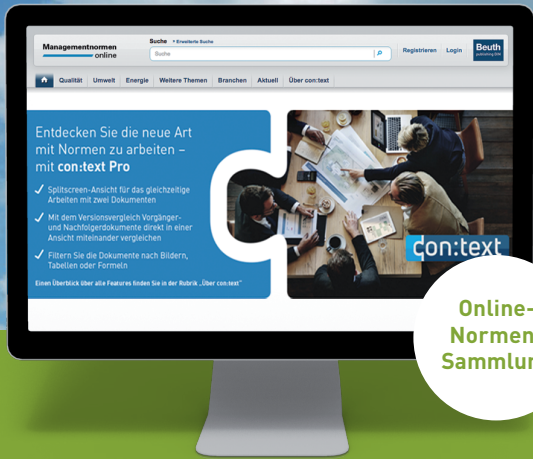 Managementnormen
online
Suche
Erweiterte Suche
Suche
Registrieren
Login
Beuth
publishing DIN
Qualität
Umwelt
Energie
Weitere Themen
Branchen
Aktuell
Über con:text
Entdecken Sie die neue Art
mit Normen zu arbeiten –
mit con:text Pro
Splitscreen-Ansicht für das gleichzeitige
Arbeiten mit zwei Dokumenten
Mit dem Versionsvergleich Vorgänger-
und Nachfolgerdokumente direkt in einer
Ansicht miteinander vergleichen
Filtern Sie die Dokumente nach Bildern,
Tabellen oder Formeln
Einen Überblick über alle Features finden Sie in der Rubrik „Über con:text“
con:text
Online-
Normen
Sammlun